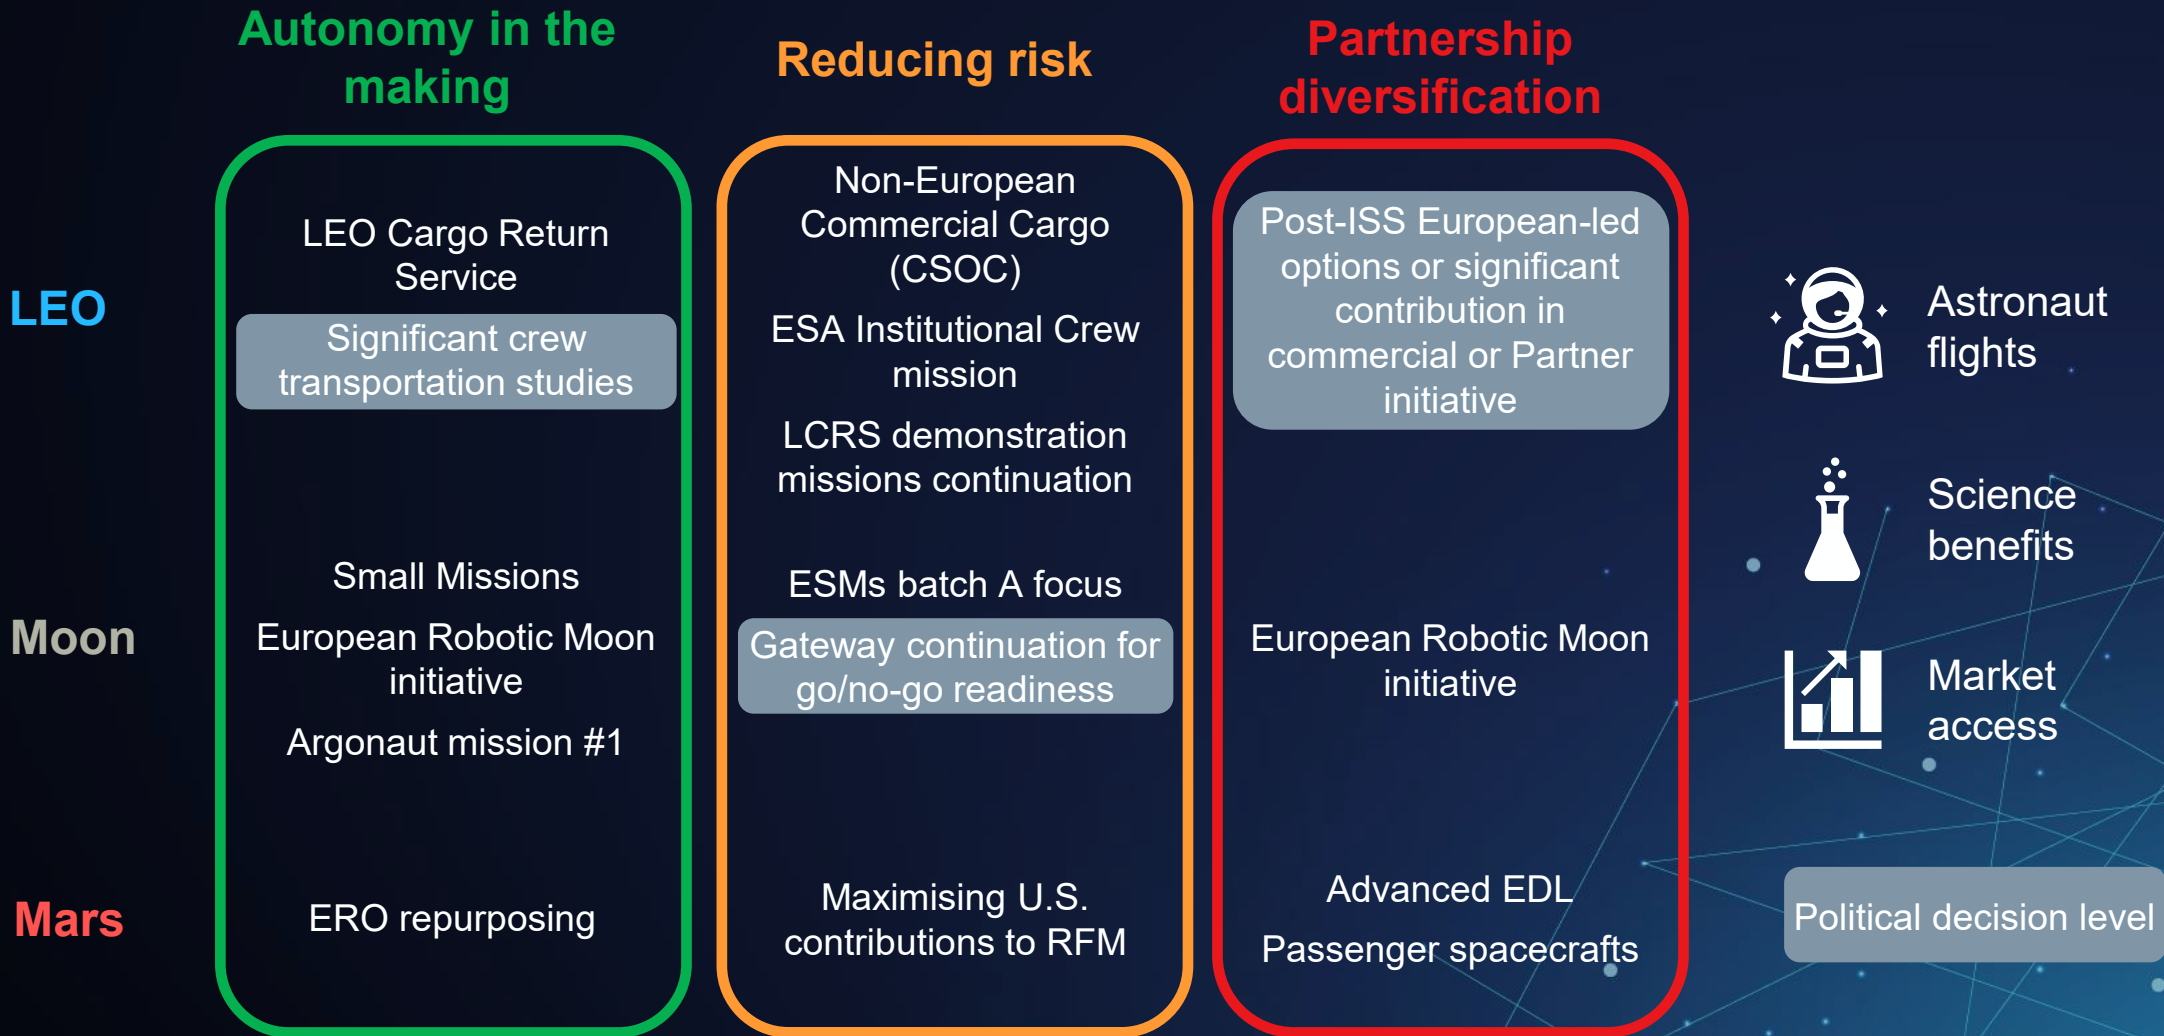 Autonomy in the
making
Reducing risk
Partnership
diversification
LEO
LEO Cargo Return
Service
Significant crew
transportation studies
Non-European
Commercial Cargo
(CSOC)
ESA Institutional Crew
mission
LCRS demonstration
missions continuation
Post-ISS European-led
options or significant
contribution in
commercial or Partner
initiative
Moon
Small Missions
European Robotic Moon
initiative
Argonaut mission #1
ESMs batch A focus
Gateway continuation for
go/no-go readiness
European Robotic Moon
initiative
Mars
ERO repurposing
Maximising U.S.
contributions to RFM
Advanced EDL
Passenger spacecrafts
Astronaut
flights
Science
benefits
Market
access
Political decision level